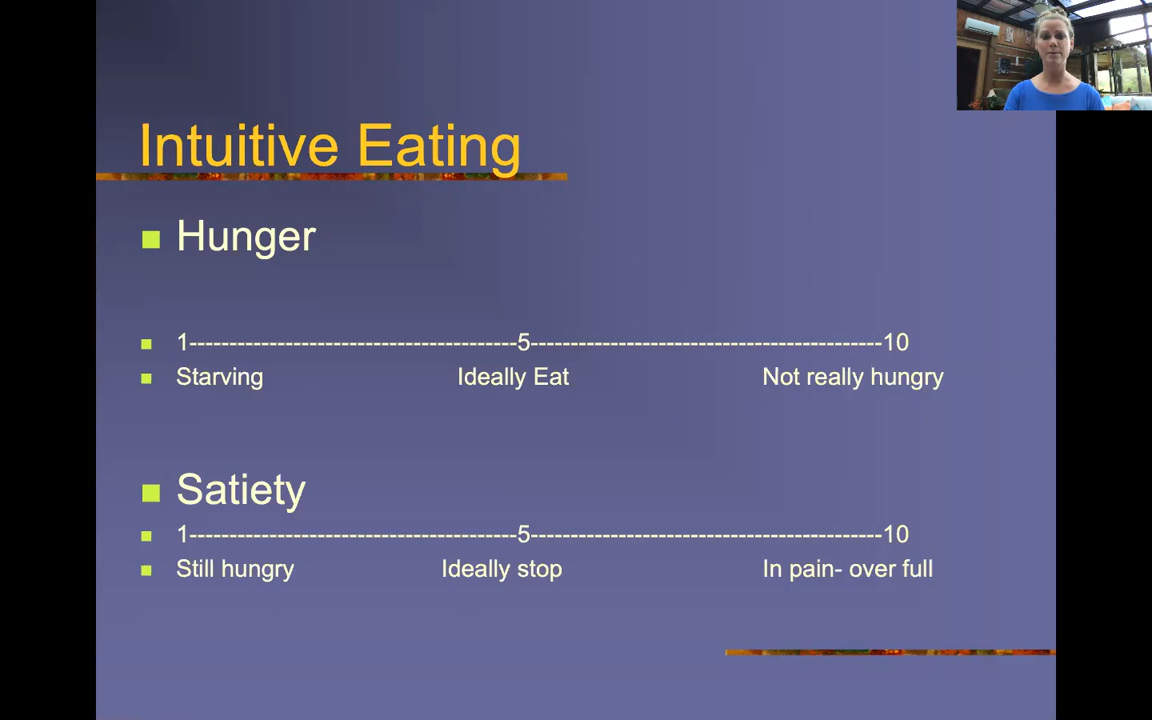 Intuitive Eating
Hunger
1-----------------------------------------5--------------------------------------------10
Starving Ideally Eat Not really hungry
Satiety
1-----------------------------------------5--------------------------------------------10
Still hungry Ideally stop In pain- over full